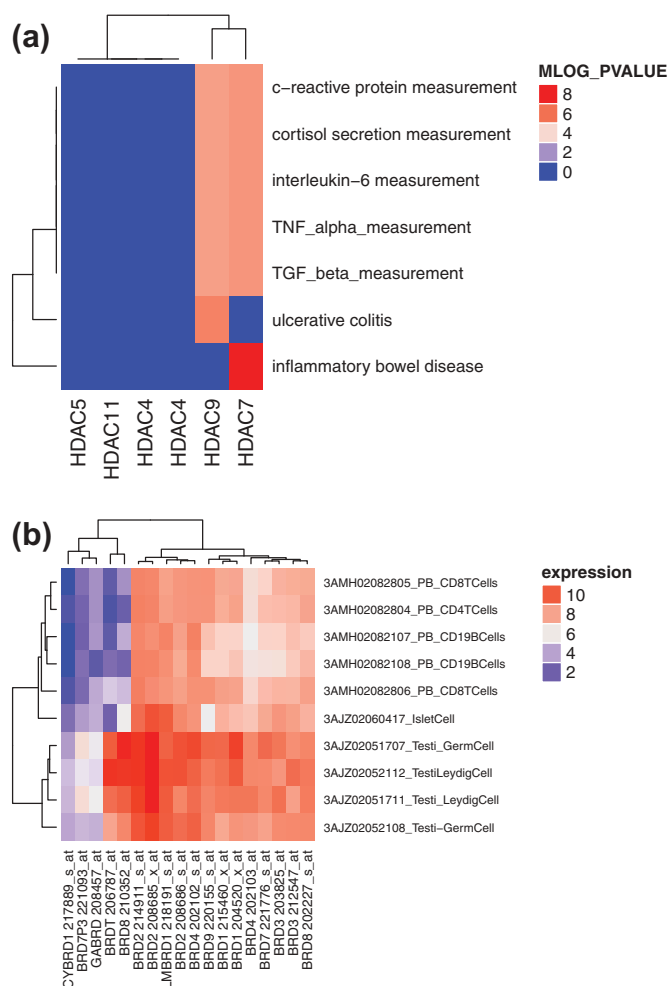 (a)
MLOG_PVALUE
8
6
4
2
0
c-reactive protein measurement
cortisol secretion measurement
interleukin-6 measurement
TNF_alpha_measurement
TGF_beta_measurement
ulcerative colitis
inflammatory bowel disease
HDAC5
HDAC11
HDAC4
HDAC4
HDAC9
HDAC7
(b)
expression
10
8
6
4
2
3AMH02082805_PB_CD8TCells
3AMH02082804_PB_CD4TCells
3AMH02082107_PB_CD19BCells
3AMH02082108_PB_CD19BCells
3AMH02082806_PB_CD8TCells
3AJZ02060417_IsletCell
3AJZ02051707_Testi_GermCell
3AJZ02052112_TestiLeydigCell
3AJZ02051711_Testi_LeydigCell
3AJZ02052108_Testi-GermCell
CYBRD1 217889_s_at
BRD7P3 221093_at
GABRD 208457_at
BRDT 206787_at
BRD8 210352_at
BRD2 214911_s_at
BRD2 208685_x_at
LMBRD1 218191_s_at
BRD2 208686_s_at
BRD4 202102_s_at
BRD9 220155_s_at
BRD1 215460_x_at
BRD1 204520_x_at
BRD4 202103_at
BRD7 221776_s_at
BRD3 203825_at
BRD3 212547_at
BRD8 202227_s_at